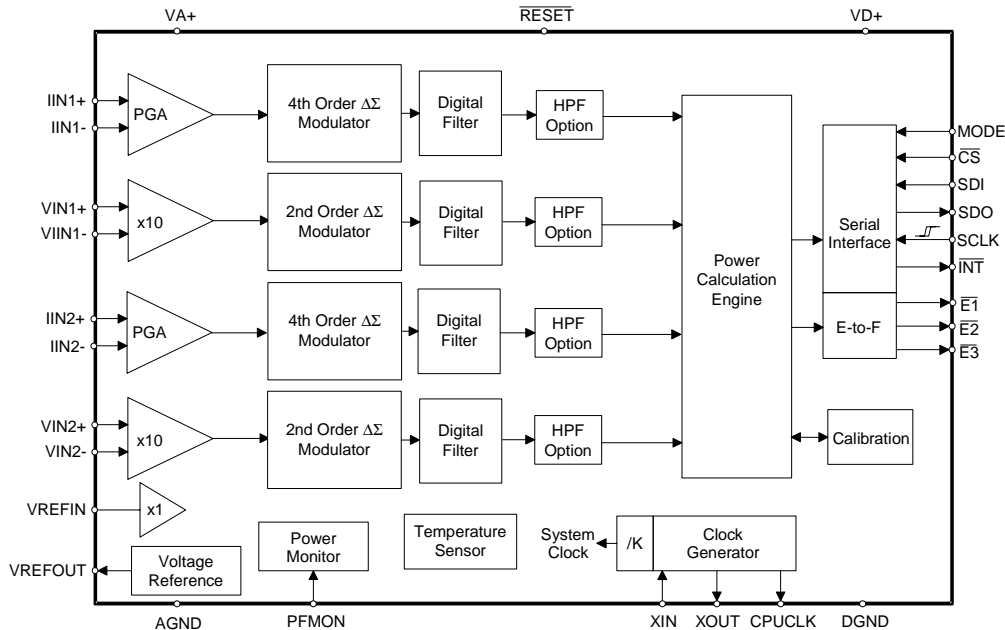 VA+
RESET
VD+
IIN1+
IIN1-
PGA
4th Order ΔΣ
Modulator
Digital
Filter
HPF
Option
VIN1+
VIIN1-
x10
2nd Order ΔΣ
Modulator
Digital
Filter
HPF
Option
IIN2+
IIN2-
PGA
4th Order ΔΣ
Modulator
Digital
Filter
HPF
Option
VIN2+
VIN2-
x10
2nd Order ΔΣ
Modulator
Digital
Filter
HPF
Option
Power
Calculation
Engine
Serial
Interface
MODE
CS
SDI
SDO
SCLK
INT
E-to-F
E1
E2
E3
Calibration
VREFIN
x1
VREFOUT
Voltage
Reference
Power
Monitor
Temperature
Sensor
System
Clock
/K
Clock
Generator
AGND
PFMON
XIN
XOUT
CPUCLK
DGND